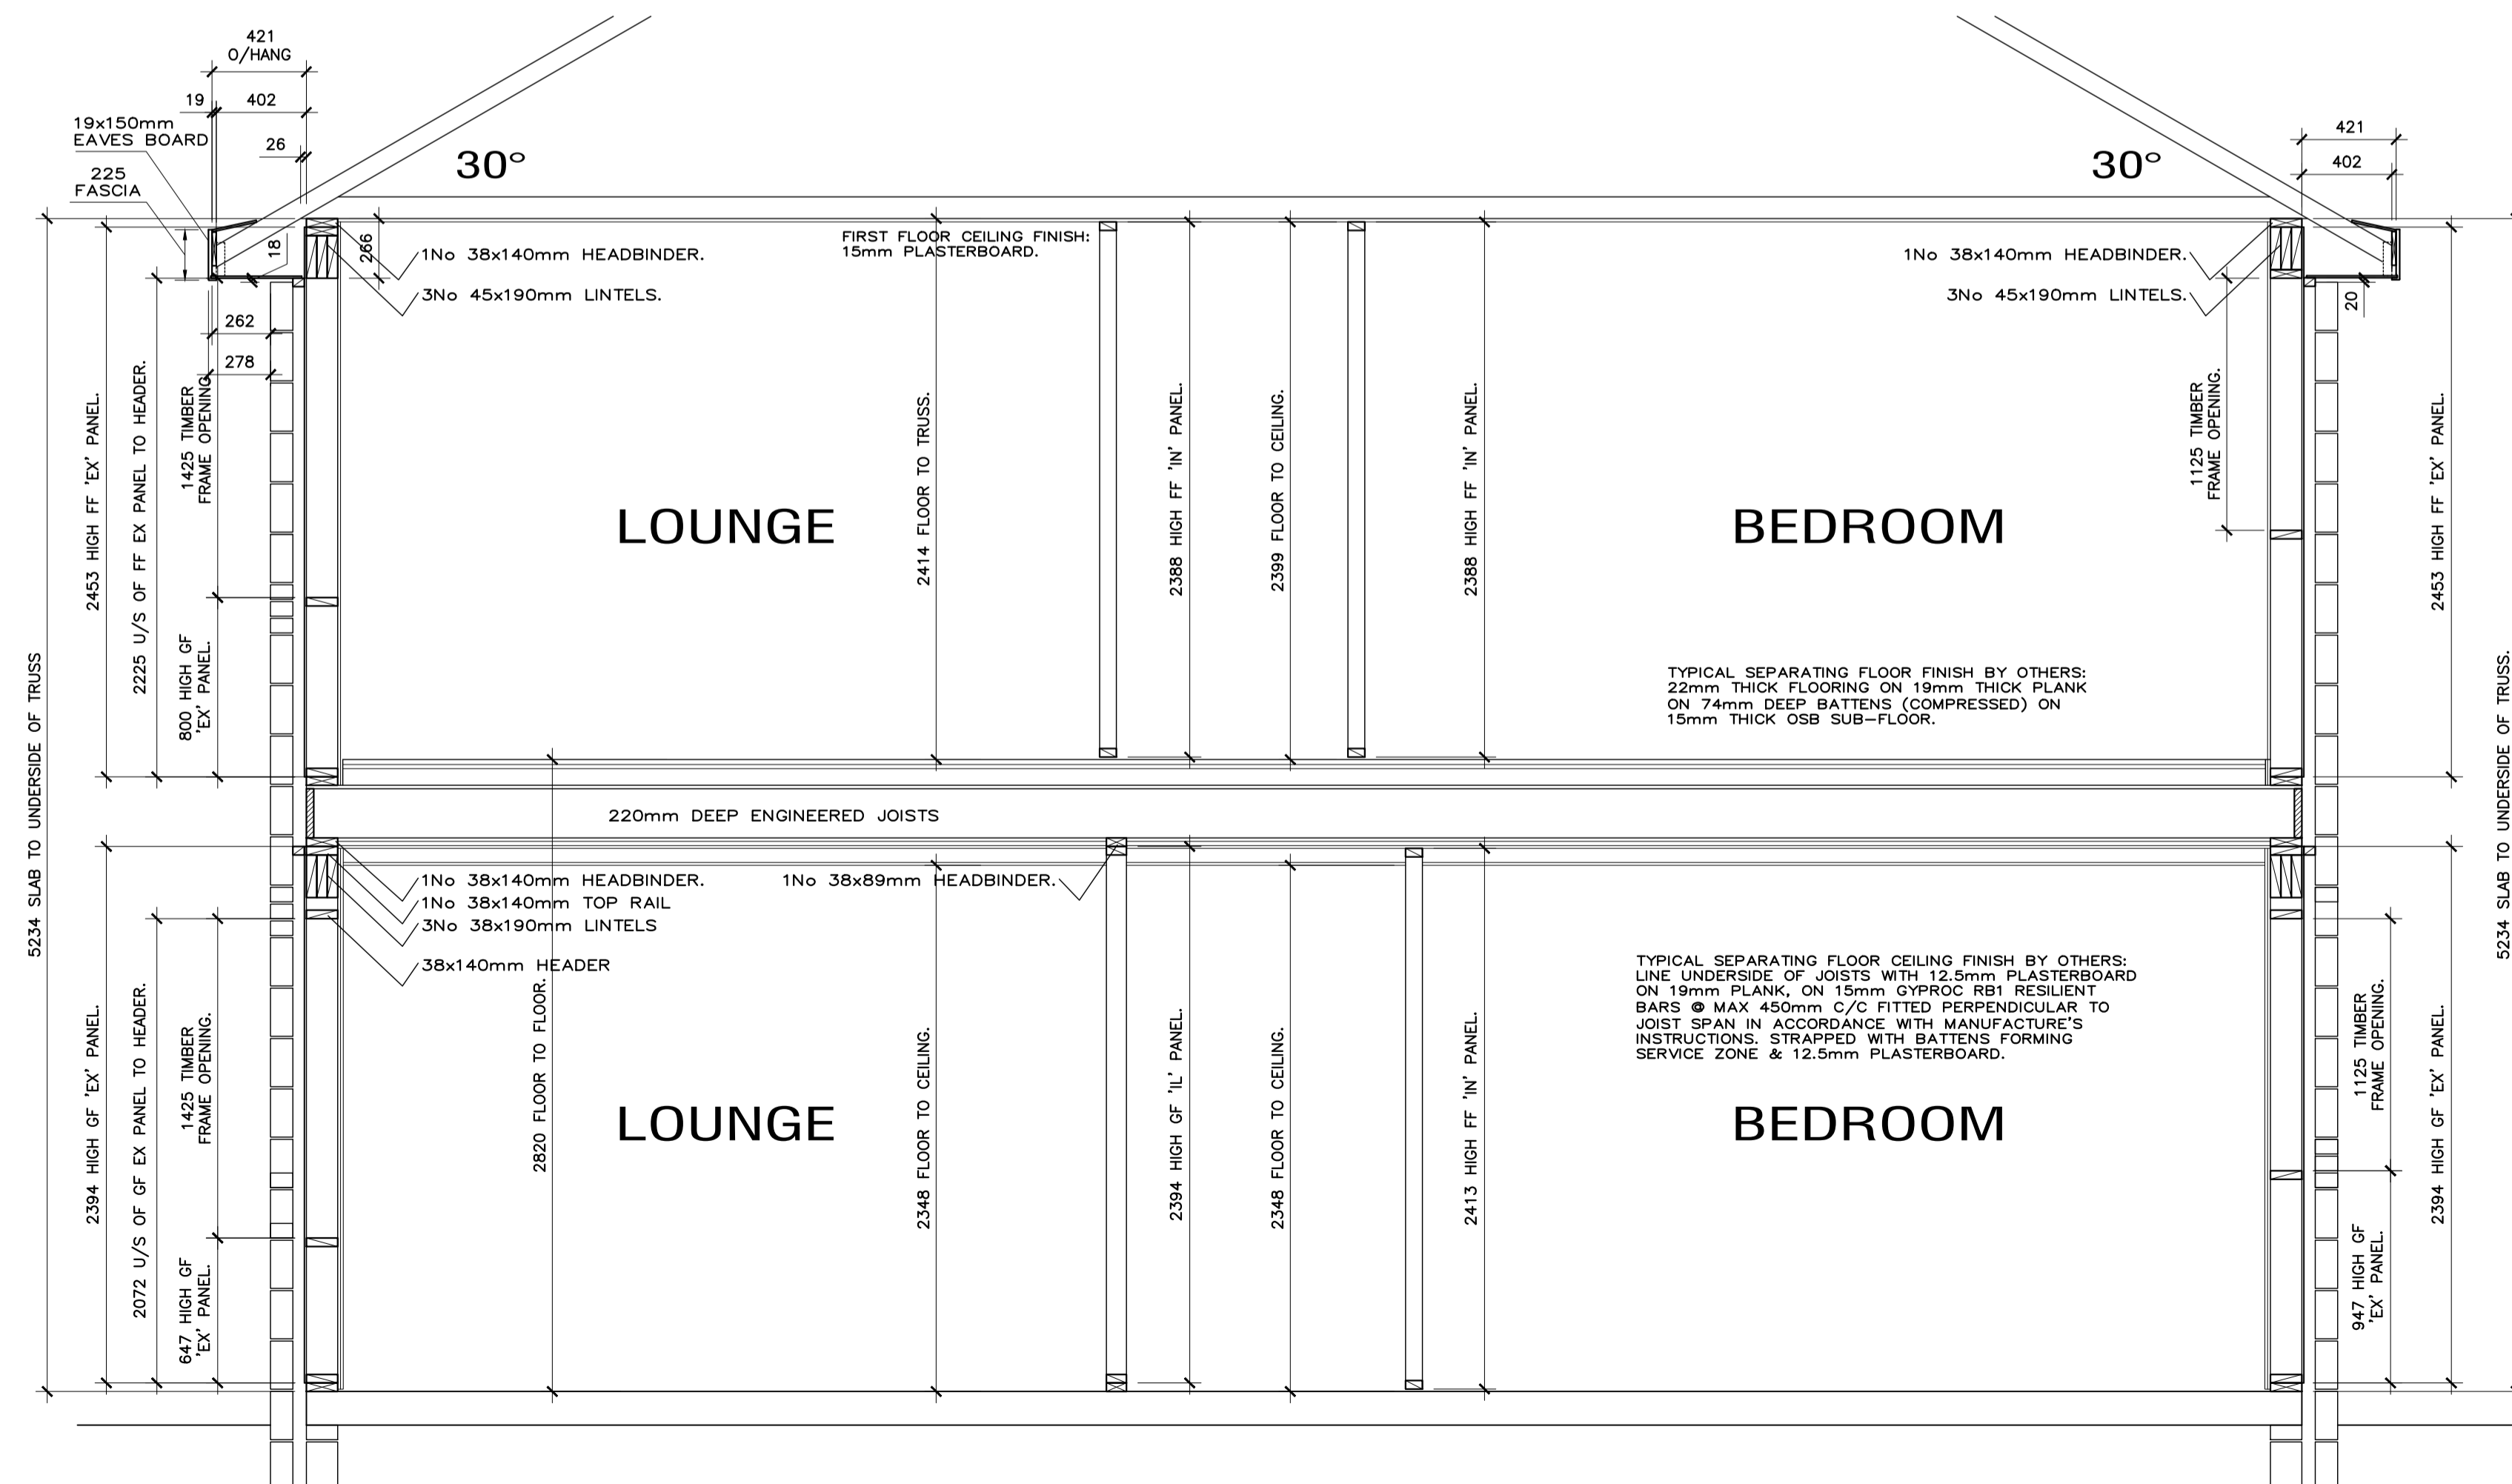 421
O/HANG
19
402
19x150mm
EAVES BOARD
26
225
FASCIA
30°
30°
421
402
18
266
1No 38x140mm HEADBINDER.
3No 45x190mm LINTELS.
FIRST FLOOR CEILING FINISH:
15mm PLASTERBOARD.
1No 38x140mm HEADBINDER.
3No 45x190mm LINTELS.
20
262
278
5234 SLAB TO UNDERSIDE OF TRUSS
2453 HIGH FF 'EX' PANEL.
2225 U/S OF FF EX PANEL TO HEADER.
1425 TIMBER
FRAME OPENING.
800 HIGH GF
'EX' PANEL.
LOUNGE
2414 FLOOR TO TRUSS.
2388 HIGH FF 'IN' PANEL.
2399 FLOOR TO CEILING.
2388 HIGH FF 'IN' PANEL.
BEDROOM
1125 TIMBER
FRAME OPENING.
2453 HIGH FF 'EX' PANEL.
5234 SLAB TO UNDERSIDE OF TRUSS.
TYPICAL SEPARATING FLOOR FINISH BY OTHERS:
22mm THICK FLOORING ON 19mm THICK PLANK
ON 74mm DEEP BATTENS (COMPRESSED) ON
15mm THICK OSB SUB-FLOOR.
220mm DEEP ENGINEERED JOISTS
1No 38x140mm HEADBINDER.
1No 38x140mm TOP RAIL
3No 38x190mm LINTELS
38x140mm HEADER
1No 38x89mm HEADBINDER.
2394 HIGH GF 'EX' PANEL.
2072 U/S OF GF EX PANEL TO HEADER.
1425 TIMBER
FRAME OPENING.
647 HIGH GF
'EX' PANEL.
2820 FLOOR TO FLOOR.
LOUNGE
2348 FLOOR TO CEILING.
2394 HIGH GF 'IL' PANEL.
2348 FLOOR TO CEILING.
2413 HIGH FF 'IN' PANEL.
TYPICAL SEPARATING FLOOR CEILING FINISH BY OTHERS:
LINE UNDERSIDE OF JOISTS WITH 12.5mm PLASTERBOARD
ON 19mm PLANK, ON 15mm GYPROC RB1 RESILIENT
BARS @ MAX 450mm C/C FITTED PERPENDICULAR TO
JOIST SPAN IN ACCORDANCE WITH MANUFACTURE'S
INSTRUCTIONS. STRAPPED WITH BATTENS FORMING
SERVICE ZONE & 12.5mm PLASTERBOARD.
BEDROOM
1125 TIMBER
FRAME OPENING.
947 HIGH GF
'EX' PANEL.
2394 HIGH GF 'EX' PANEL.